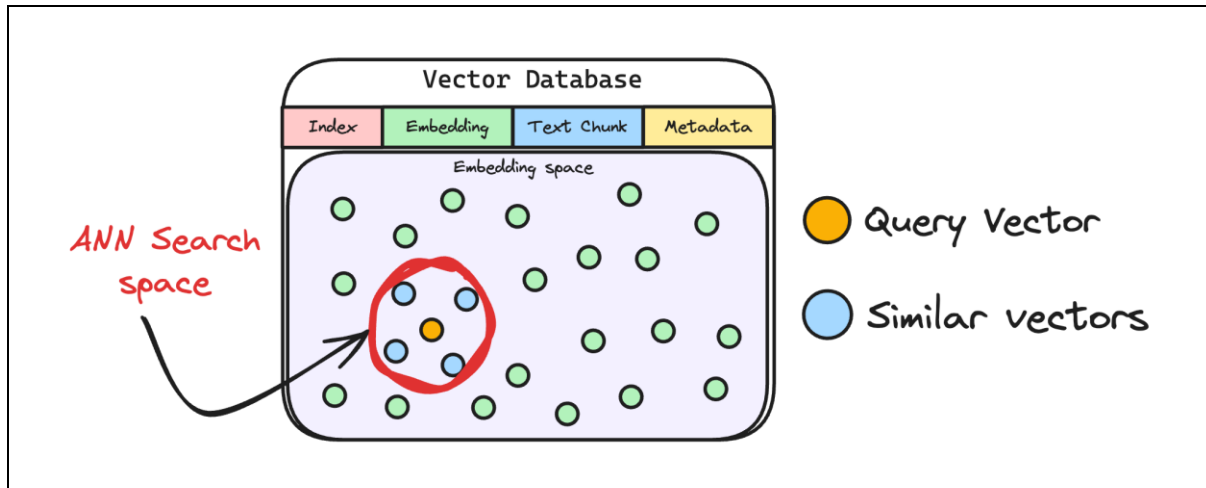 Vector Database
Index Embedding Text Chunk Metadata
Embedding space
ANN Search
space
Query Vector
Similar vectors